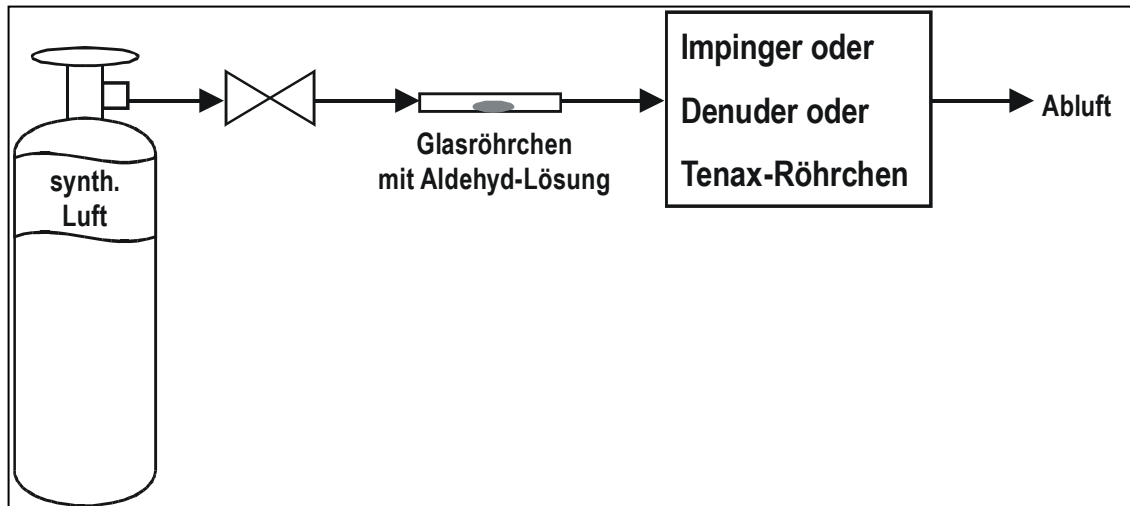 synth.
Luft
Glasröhrchen
mit Aldehyd-Lösung
Impinger oder
Denuder oder
Tenax-Röhrchen
Abluft